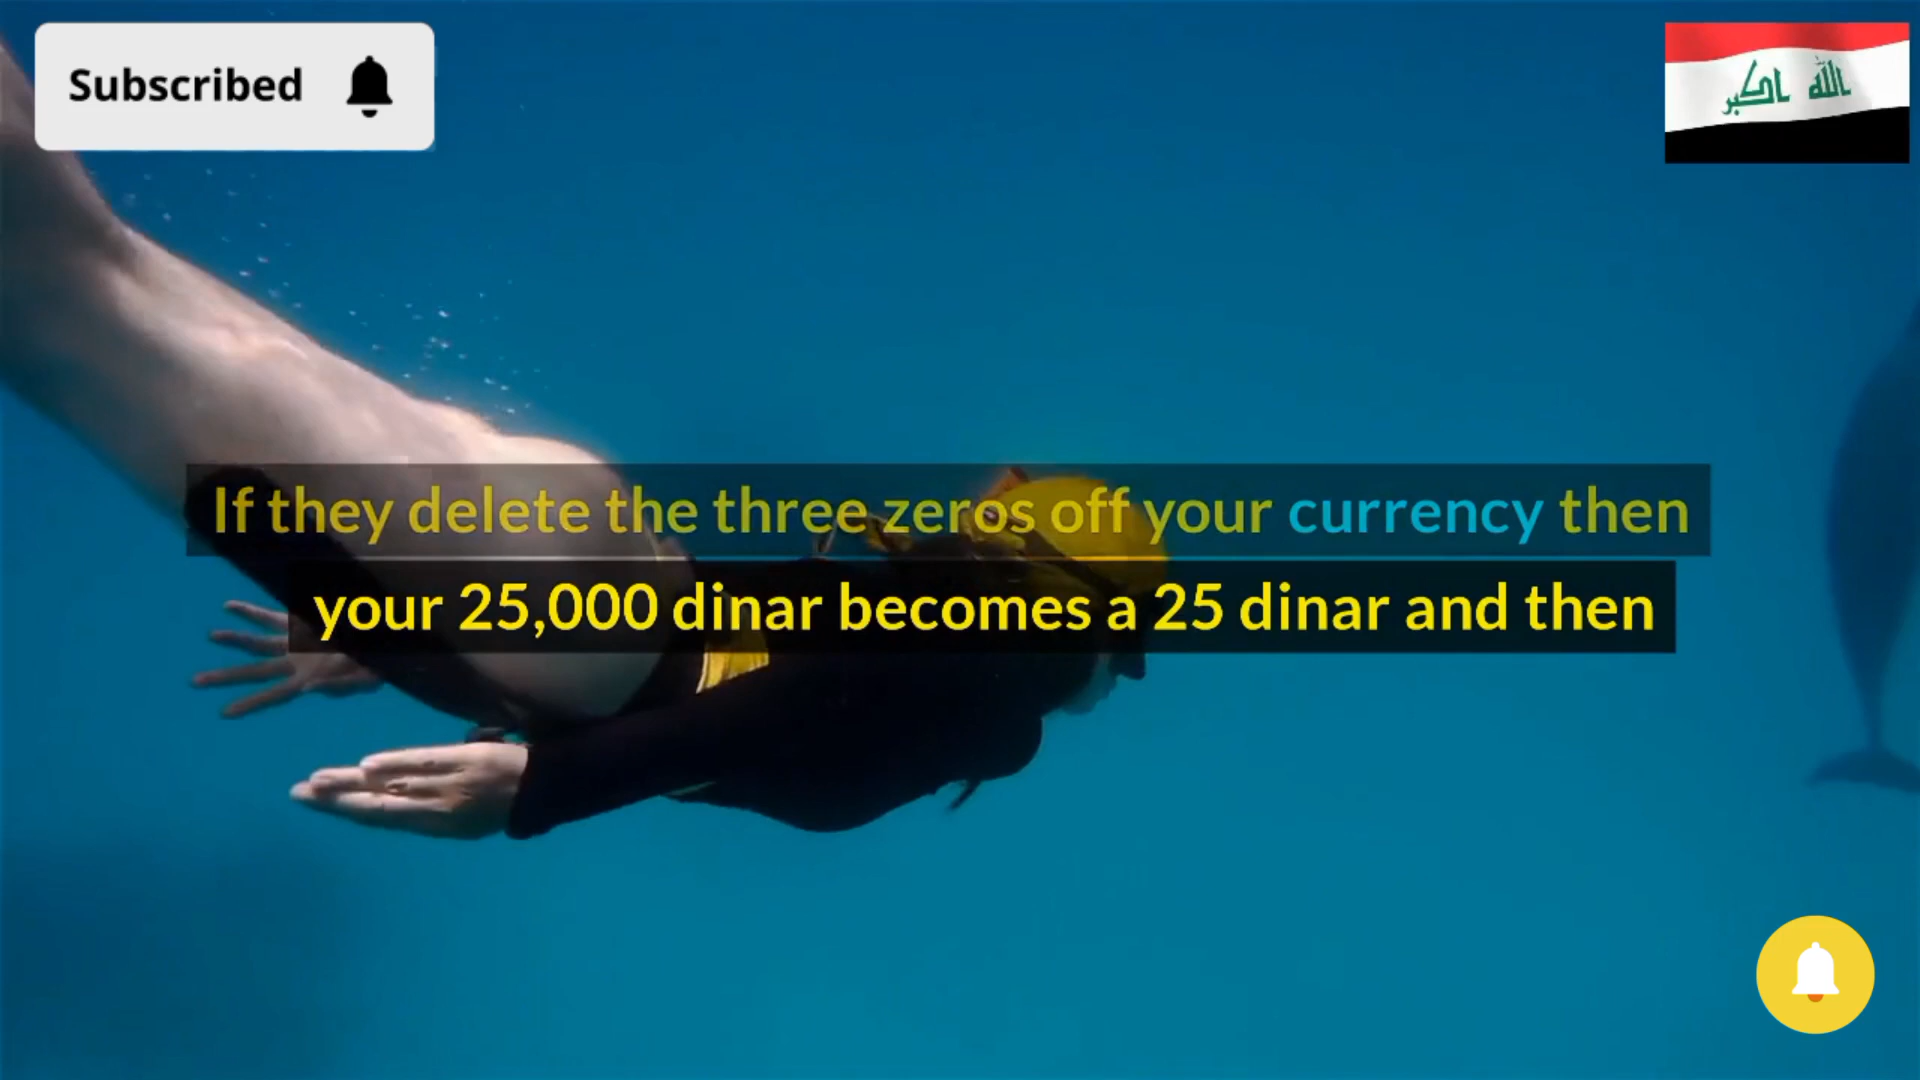 Subscribed
الله اكبر
If they delete the three zeros off your currency then
your 25,000 dinar becomes a 25 dinar and then